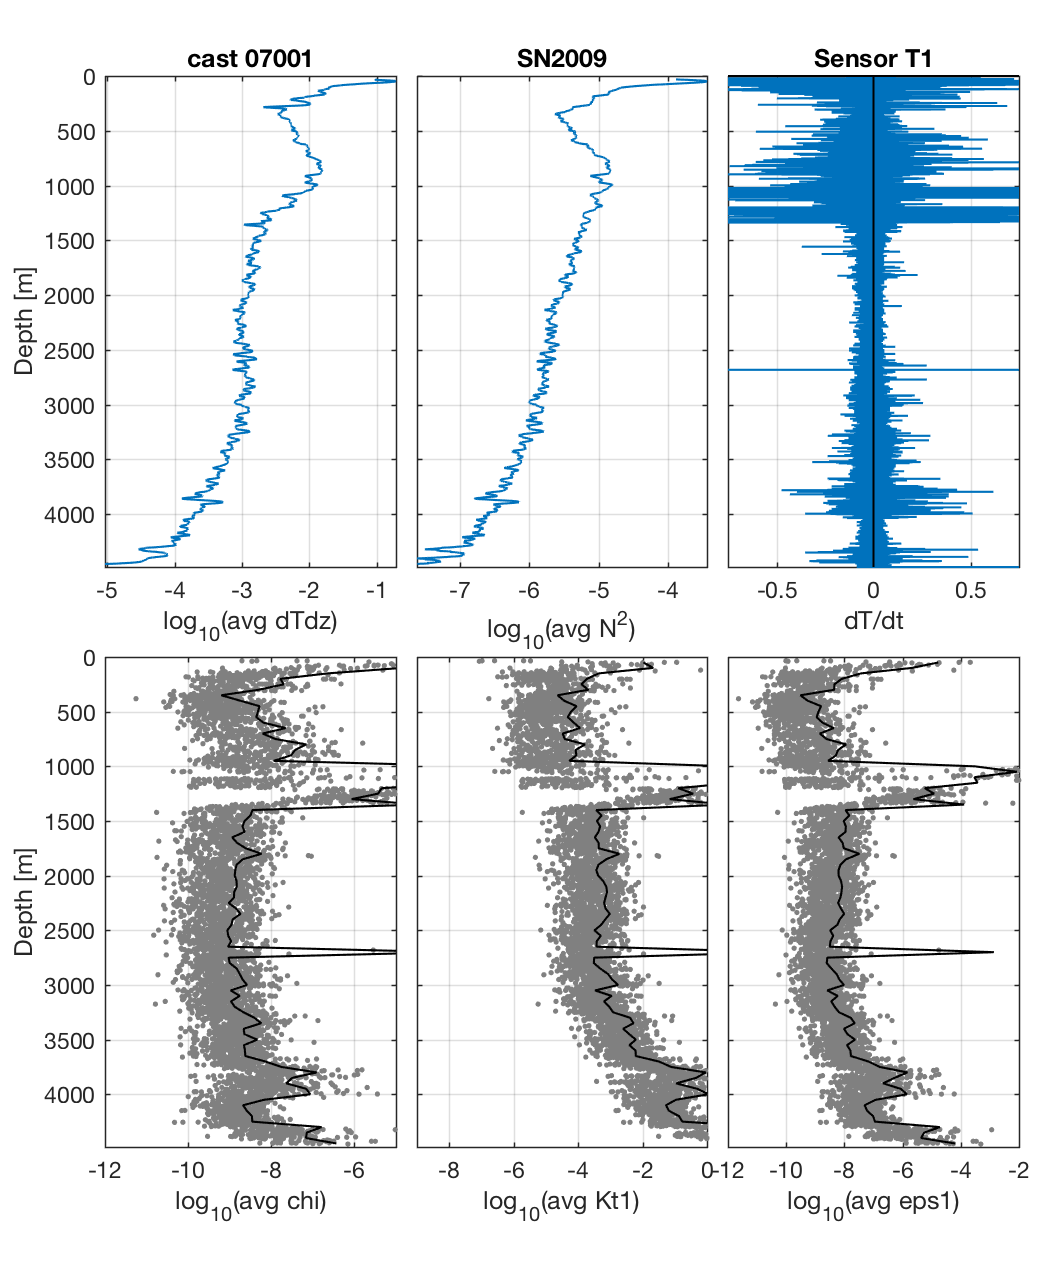 cast 07001 SN2009 Sensor T1
0
500
1000
1500
2000
2500
3000
3500
4000
Depth [m]
-5 -4 -3 -2 -1 -7 -6 -5 -4 -0.5 0 0.5
log10(avg dTdz) log10(avg N2) dT/dt
0
500
1000
1500
2000
2500
3000
3500
4000
Depth [m]
-12 -10 -8 -6 -8 -6 -4 -2 0 -12 -10 -8 -6 -4 -2
log10(avg chi) log10(avg Kt1) log10(avg eps1)